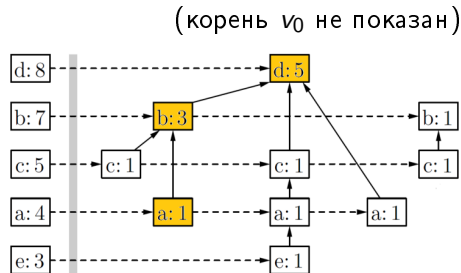 (корень v₀ не показан)
d: 8 d: 5
b: 7 b: 3 b: 1
c: 5 c: 1 c: 1 c: 1
a: 4 a: 1 a: 1 a: 1
e: 3 e: 1